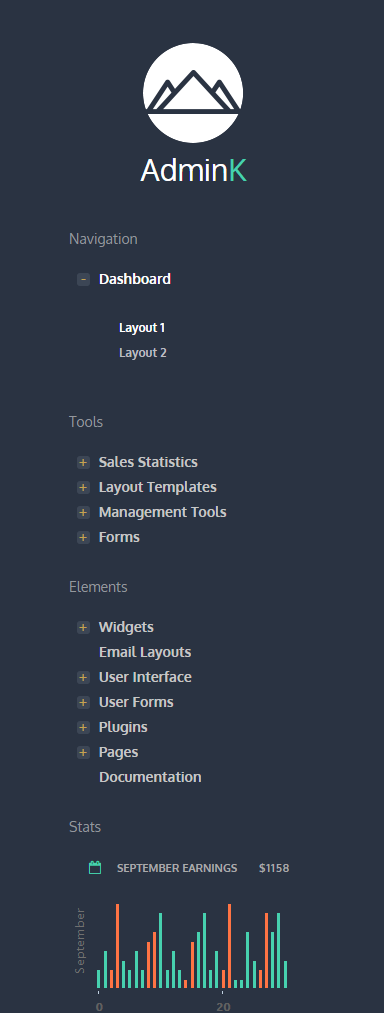 AdminK
Navigation
- Dashboard
Layout 1
Layout 2
Tools
+ Sales Statistics
+ Layout Templates
+ Management Tools
+ Forms
Elements
+ Widgets
Email Layouts
+ User Interface
+ User Forms
+ Plugins
+ Pages
Documentation
Stats
SEPTEMBER EARNINGS $1158
September
0 20